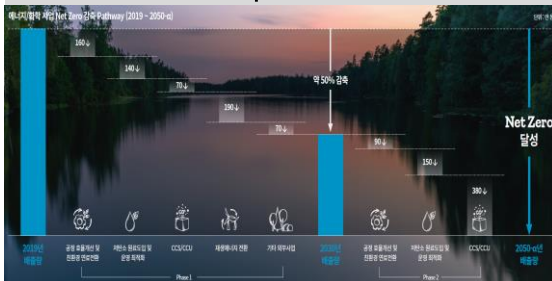 에너지/화학 사업 Net Zero 감축 Pathway (2019 ~ 2050-α)
160↓
140↓
70↓
190↓
70↓
약 50% 감축
90↓
150↓
380↓
Net Zero
달성
2019년
배출량
공정 효율개선 및
친환경 연료전환
저탄소 원료도입 및
운영 최적화
CCS/CCU
재생에너지 전환
기타 외부사업
2030년
배출량
공정 효율개선 및
친환경 연료전환
저탄소 원료도입 및
운영 최적화
CCS/CCU
2050-α년
배출량
Phase 1
Phase 2